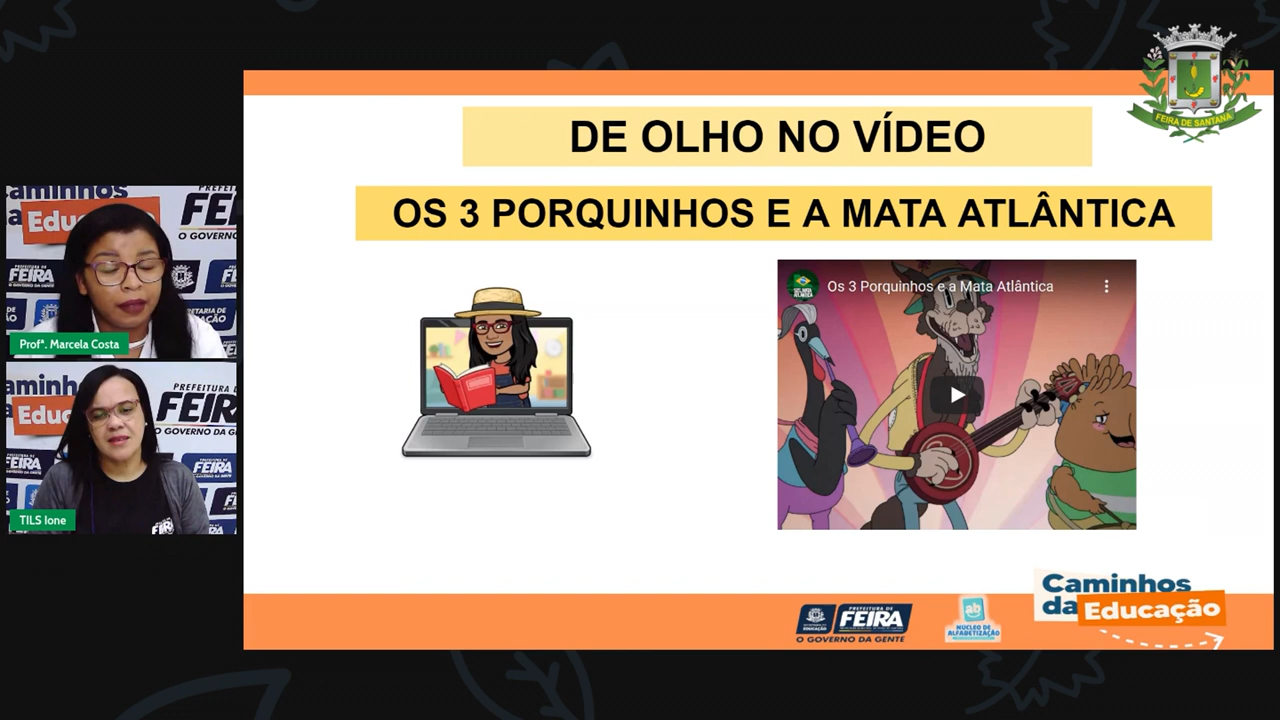 FEIRA DE SANTANA
DE OLHO NO VÍDEO
OS 3 PORQUINHOS E A MATA ATLÂNTICA
Os 3 Porquinhos e a Mata Atlântica
Profª. Marcela Costa
TILS Ione
PREFEITURA DE
FEIRA
O GOVERNO DA GENTE
ab
NÚCLEO DE
ALFABETIZAÇÃO
Caminhos
da Educação